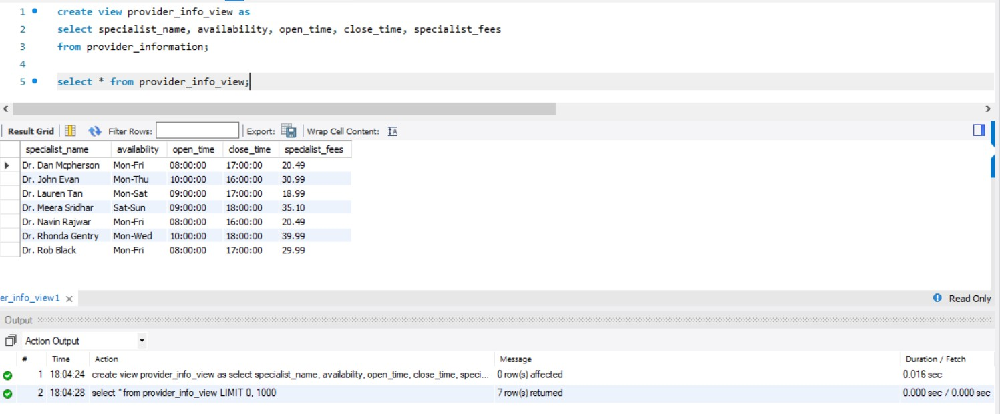 1 create view provider_info_view as
2 select specialist_name, availability, open_time, close_time, specialist_fees
3 from provider_information;
4
5 select * from provider_info_view;
Result Grid Filter Rows: Export: Wrap Cell Content:
specialist_name availability open_time close_time specialist_fees
Dr. Dan Mcpherson Mon-Fri 08:00:00 17:00:00 20.49
Dr. John Evan Mon-Thu 10:00:00 16:00:00 30.99
Dr. Lauren Tan Mon-Sat 09:00:00 17:00:00 18.99
Dr. Meera Sridhar Sat-Sun 09:00:00 18:00:00 35.10
Dr. Navin Rajwar Mon-Fri 08:00:00 16:00:00 20.49
Dr. Rhonda Gentry Mon-Wed 10:00:00 18:00:00 39.99
Dr. Rob Black Mon-Fri 08:00:00 17:00:00 29.99
er_info_view1 Read Only
Output
Action Output
# Time Action Message Duration / Fetch
1 18:04:24 create view provider_info_view as select specialist_name, availability, open_time, close_time, speci... 0 row(s) affected 0.016 sec
2 18:04:28 select * from provider_info_view LIMIT 0, 1000 7 row(s) returned 0.000 sec / 0.000 sec